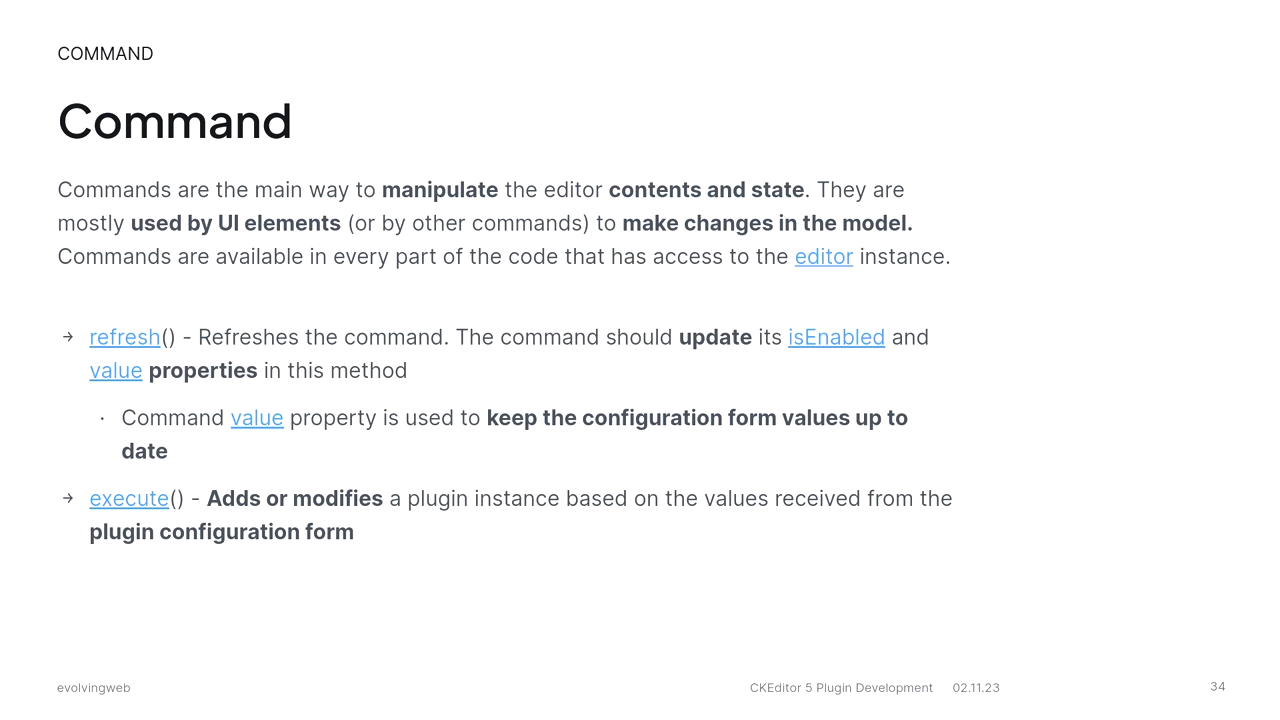 COMMAND
Command
Commands are the main way to manipulate the editor contents and state. They are
mostly used by UI elements (or by other commands) to make changes in the model.
Commands are available in every part of the code that has access to the editor instance.
→ refresh() - Refreshes the command. The command should update its isEnabled and
value properties in this method
· Command value property is used to keep the configuration form values up to
date
→ execute() - Adds or modifies a plugin instance based on the values received from the
plugin configuration form
evolvingweb
CKEditor 5 Plugin Development 02.11.23
34